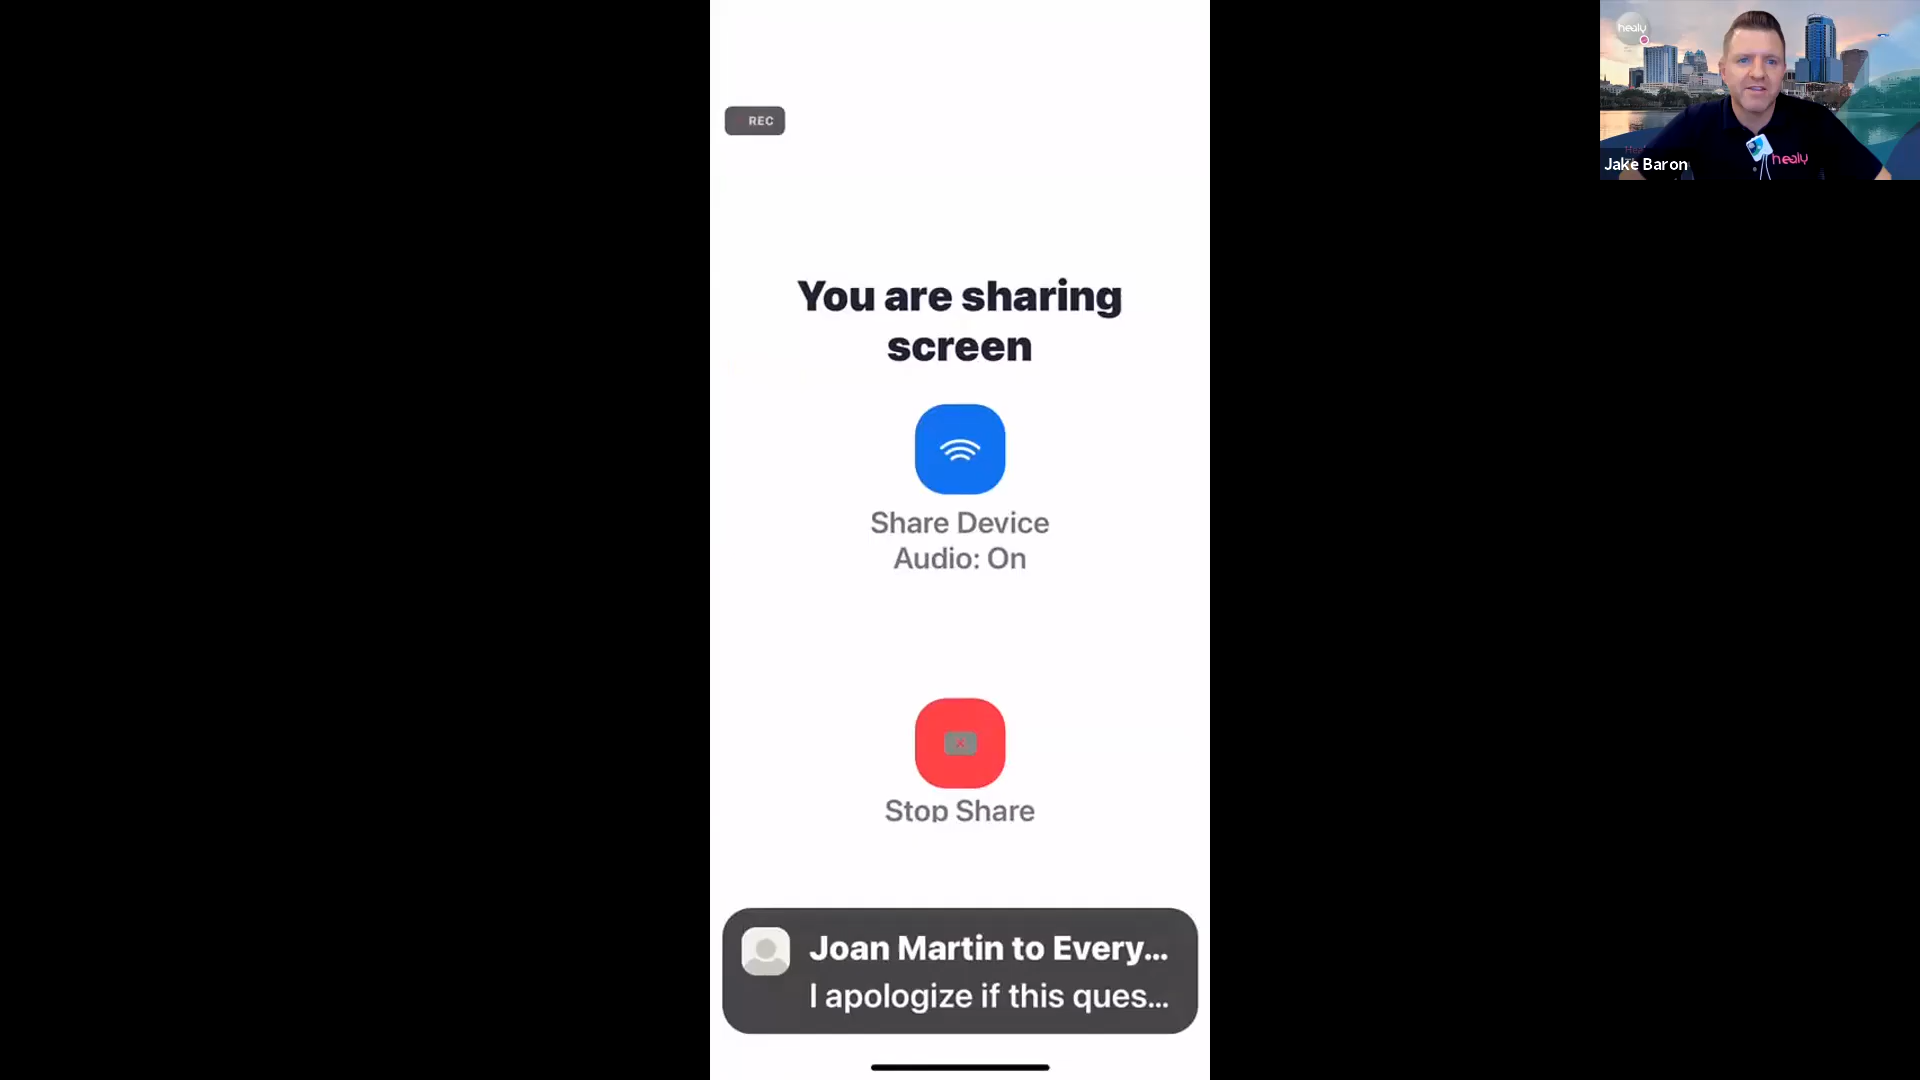 REC
You are sharing
screen
Share Device
Audio: On
Stop Share
Joan Martin to Every...
I apologize if this ques...
healy
Jake Baron
healy